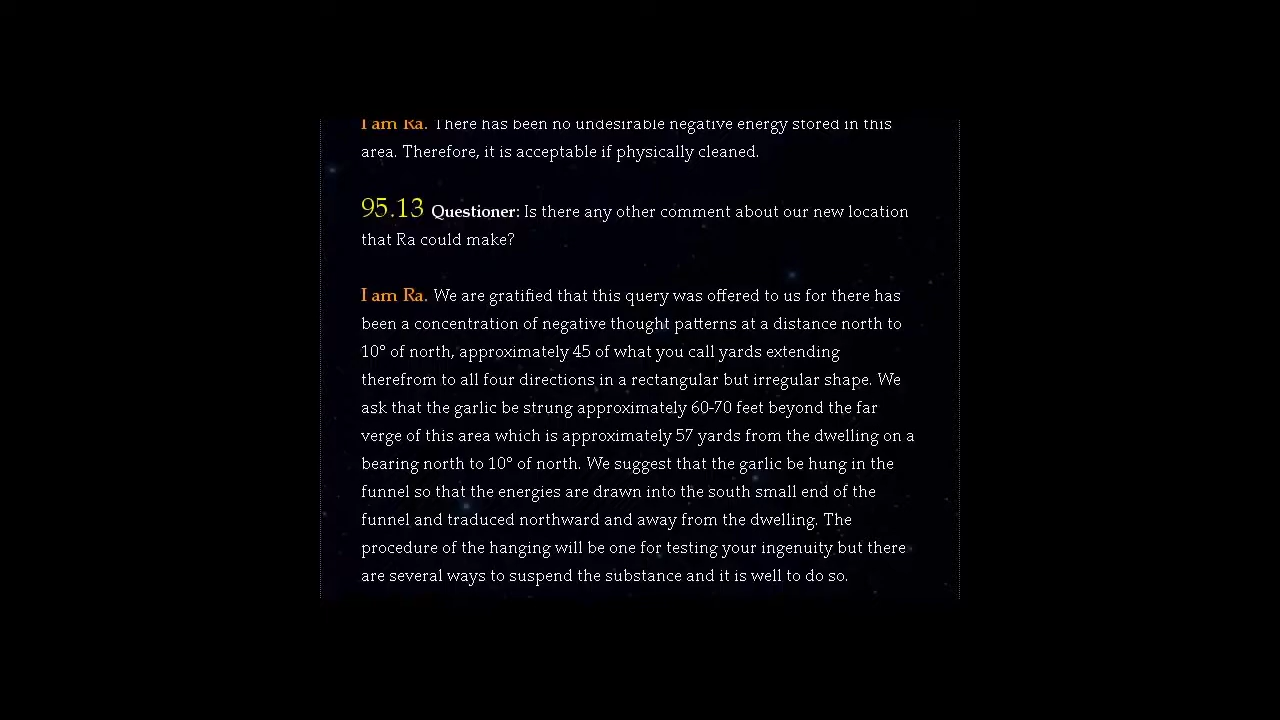 I am Ra. There has been no undesirable negative energy stored in this
area. Therefore, it is acceptable if physically cleaned.
95.13 Questioner: Is there any other comment about our new location
that Ra could make?
I am Ra. We are gratified that this query was offered to us for there has
been a concentration of negative thought patterns at a distance north to
10° of north, approximately 45 of what you call yards extending
therefrom to all four directions in a rectangular but irregular shape. We
ask that the garlic be strung approximately 60-70 feet beyond the far
verge of this area which is approximately 57 yards from the dwelling on a
bearing north to 10° of north. We suggest that the garlic be hung in the
funnel so that the energies are drawn into the south small end of the
funnel and traduced northward and away from the dwelling. The
procedure of the hanging will be one for testing your ingenuity but there
are several ways to suspend the substance and it is well to do so.